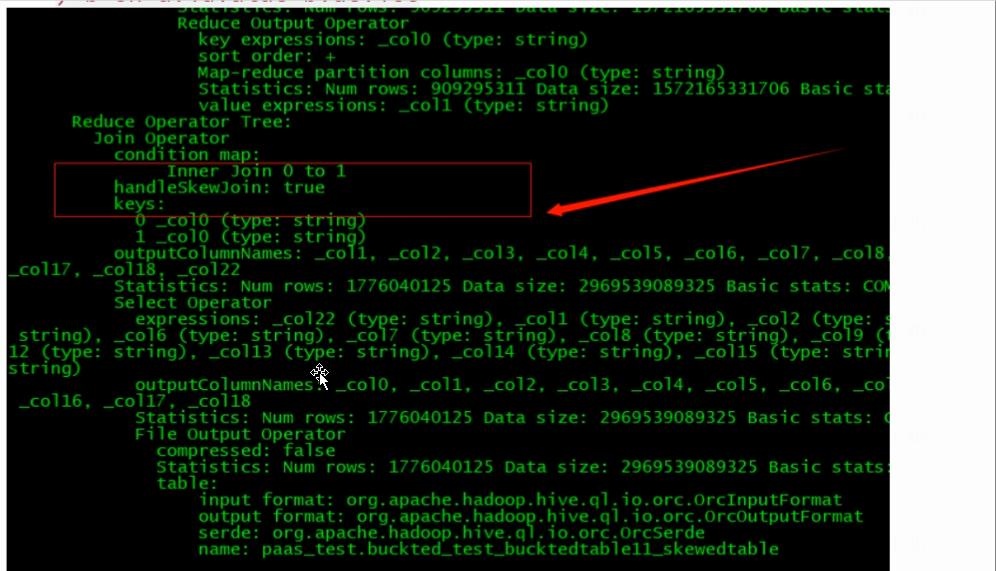 Reduce Output Operator
key expressions: _col0 (type: string)
sort order: +
Map-reduce partition columns: _col0 (type: string)
Statistics: Num rows: 909295311 Data size: 1572165331706 Basic sta
value expressions: _col1 (type: string)
Reduce Operator Tree:
Join Operator
condition map:
Inner Join 0 to 1
handleSkewJoin: true
keys:
0 _col0 (type: string)
1 _col0 (type: string)
outputColumnNames: _col1, _col2, _col3, _col4, _col5, _col6, _col7, _col8,
_col17, _col18, _col22
Statistics: Num rows: 1776040125 Data size: 2969539089325 Basic stats: COM
Select Operator
expressions: _col22 (type: string), _col1 (type: string), _col2 (type: s
string), _col6 (type: string), _col7 (type: string), _col8 (type: string), _col9 (t
12 (type: string), _col13 (type: string), _col14 (type: string), _col15 (type: strin
string)
outputColumnNames: _col0, _col1, _col2, _col3, _col4, _col5, _col6, _col
_col16, _col17, _col18
Statistics: Num rows: 1776040125 Data size: 2969539089325 Basic stats: C
File Output Operator
compressed: false
Statistics: Num rows: 1776040125 Data size: 2969539089325 Basic stats:
table:
input format: org.apache.hadoop.hive.ql.io.orc.OrcInputFormat
output format: org.apache.hadoop.hive.ql.io.orc.OrcOutputFormat
serde: org.apache.hadoop.hive.ql.io.orc.OrcSerde
name: paas_test.buckted_test_bucktedtable11_skewedtable